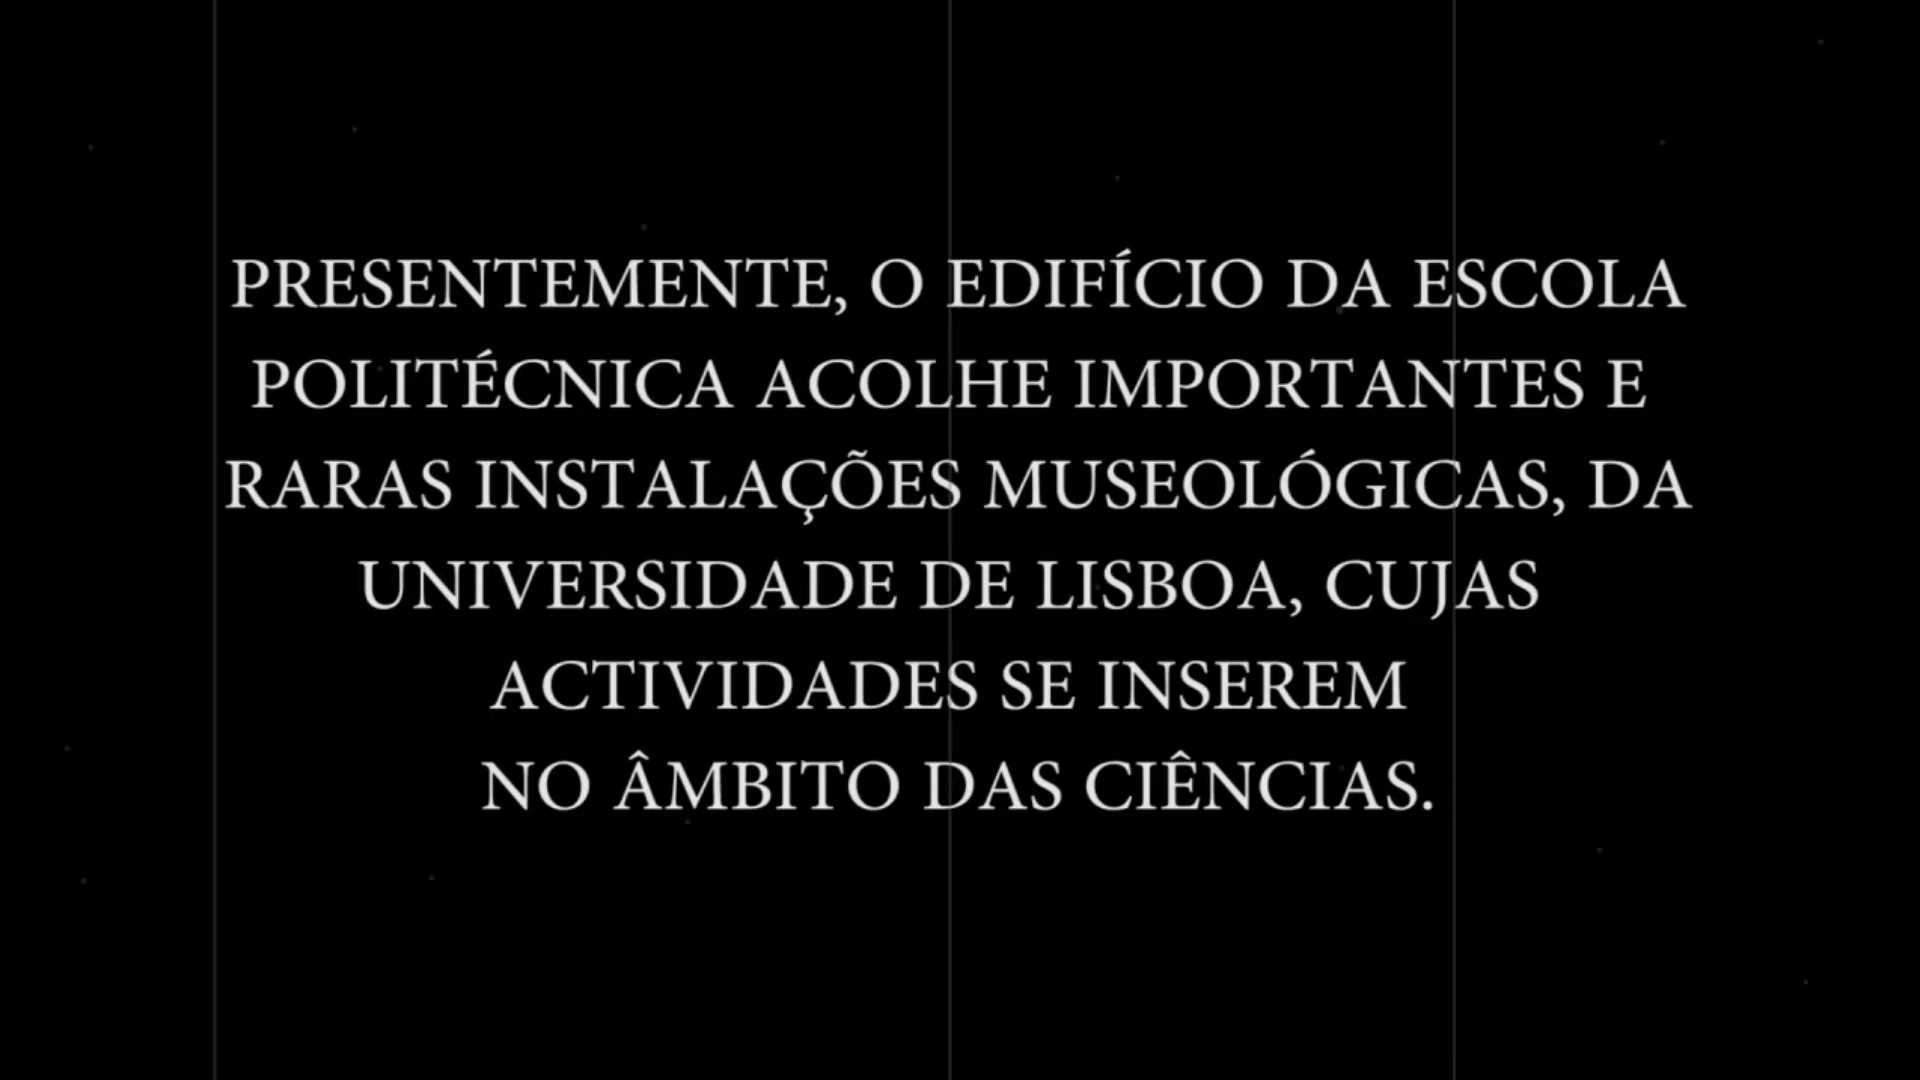 PRESENTEMENTE, O EDIFÍCIO DA ESCOLA
POLITÉCNICA ACOLHE IMPORTANTES E
RARAS INSTALAÇÕES MUSEOLÓGICAS, DA
UNIVERSIDADE DE LISBOA, CUJAS
ACTIVIDADES SE INSEREM
NO ÂMBITO DAS CIÊNCIAS.